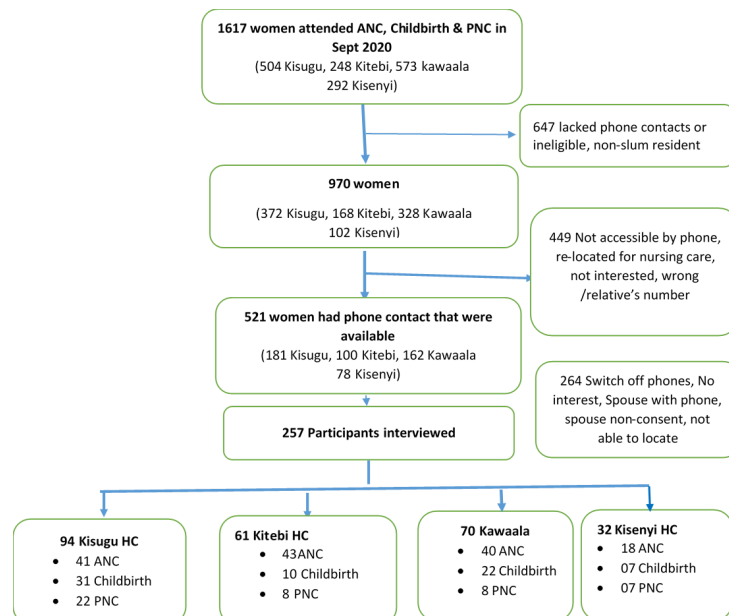 1617 women attended ANC, Childbirth & PNC in
Sept 2020
(504 Kisugu, 248 Kitebi, 573 kawaala
292 Kisenyi)
647 lacked phone contacts or
ineligible, non-slum resident
970 women
(372 Kisugu, 168 Kitebi, 328 Kawaala
102 Kisenyi)
449 Not accessible by phone,
re-located for nursing care,
not interested, wrong
/relative's number
521 women had phone contact that were
available
(181 Kisugu, 100 Kitebi, 162 Kawaala
78 Kisenyi)
264 Switch off phones, No
interest, Spouse with phone,
spouse non-consent, not
able to locate
257 Participants interviewed
94 Kisugu HC
• 41 ANC
• 31 Childbirth
• 22 PNC
61 Kitebi HC
• 43ANC
• 10 Childbirth
• 8 PNC
70 Kawaala
• 40 ANC
• 22 Childbirth
• 8 PNC
32 Kisenyi HC
• 18 ANC
• 07 Childbirth
• 07 PNC